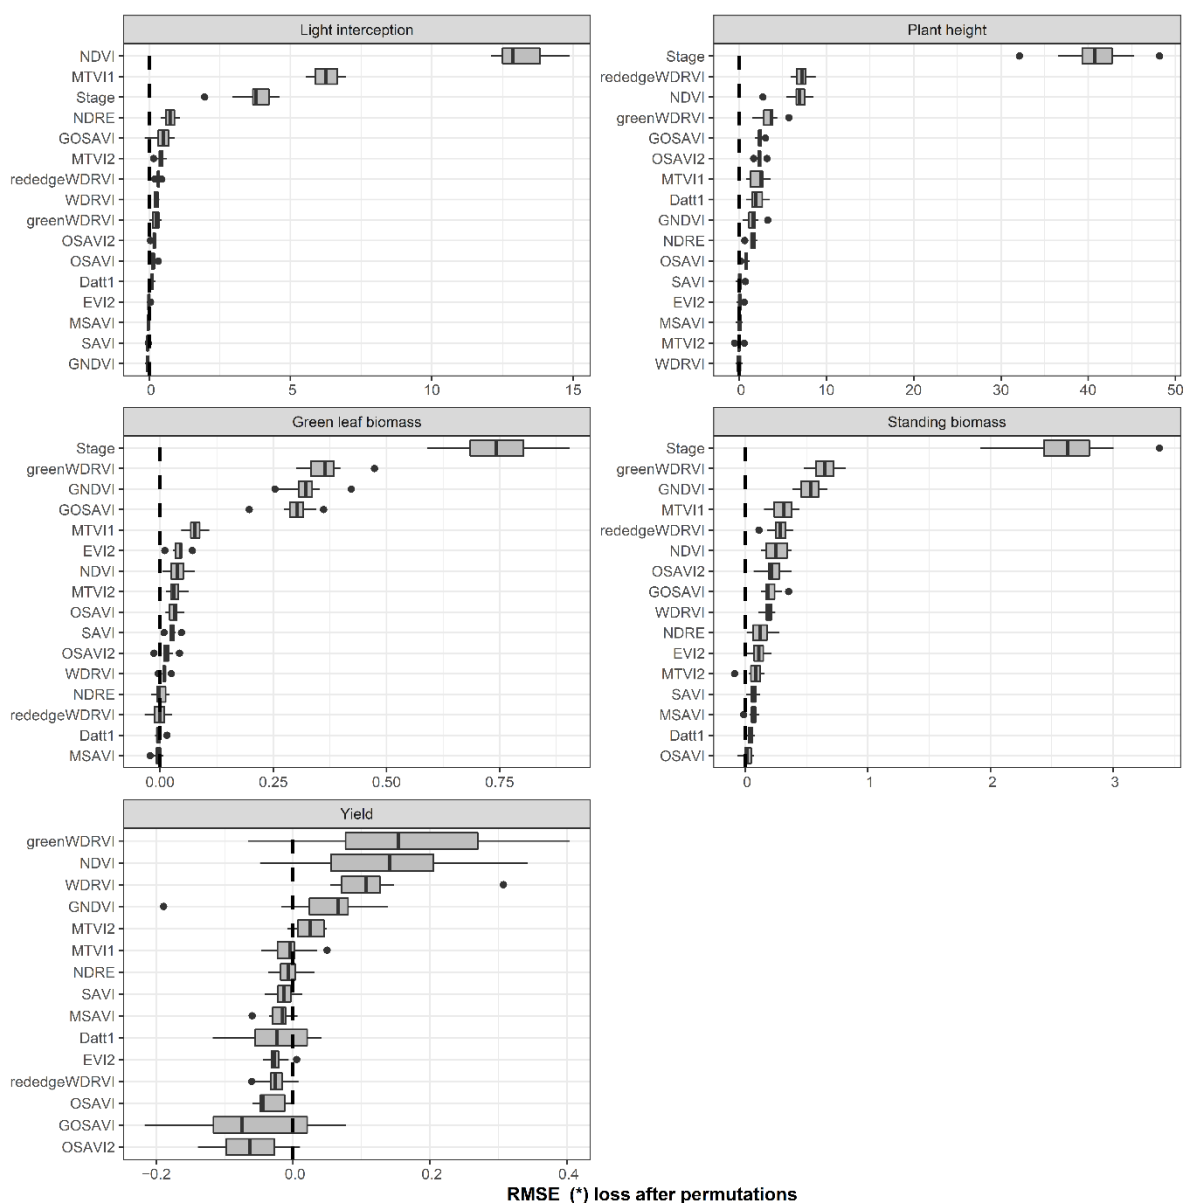 Light interception
NDVI
MTVI1
Stage
NDRE
GOSAVI
MTVI2
rededgeWDRVI
WDRVI
greenWDRVI
OSAVI2
OSAVI
Datt1
EVI2
MSAVI
SAVI
GNDVI
0 5 10 15
Plant height
Stage
rededgeWDRVI
NDVI
greenWDRVI
GOSAVI
OSAVI2
MTVI1
Datt1
GNDVI
NDRE
OSAVI
SAVI
EVI2
MSAVI
MTVI2
WDRVI
0 10 20 30 40 50
Green leaf biomass
Stage
greenWDRVI
GNDVI
GOSAVI
MTVI1
EVI2
NDVI
MTVI2
OSAVI
SAVI
OSAVI2
WDRVI
NDRE
rededgeWDRVI
Datt1
MSAVI
0.00 0.25 0.50 0.75
Standing biomass
Stage
greenWDRVI
GNDVI
MTVI1
rededgeWDRVI
NDVI
OSAVI2
GOSAVI
WDRVI
NDRE
EVI2
MTVI2
SAVI
MSAVI
Datt1
OSAVI
0 1 2 3
Yield
greenWDRVI
NDVI
WDRVI
GNDVI
MTVI2
MTVI1
NDRE
SAVI
MSAVI
Datt1
EVI2
rededgeWDRVI
OSAVI
GOSAVI
OSAVI2
−0.2 0.0 0.2 0.4
RMSE (*) loss after permutations